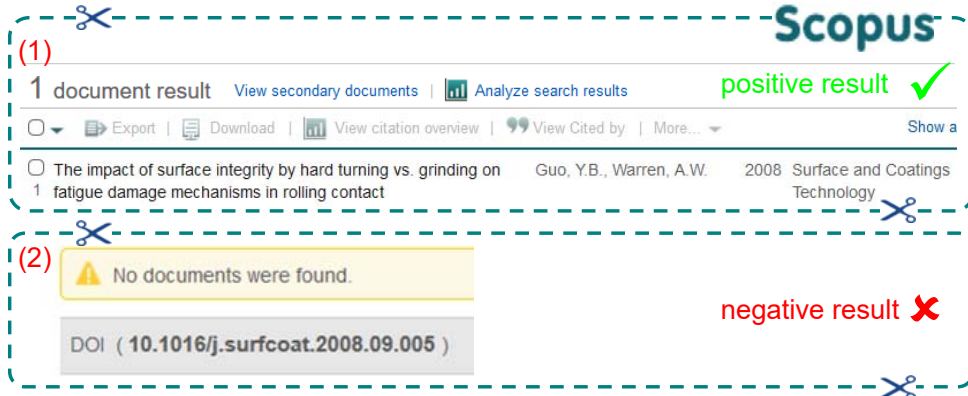 Scopus
(1)
1 document result View secondary documents | Analyze search results positive result
Export | Download | View citation overview | View Cited by | More... Show a
The impact of surface integrity by hard turning vs. grinding on Guo, Y.B., Warren, A.W. 2008 Surface and Coatings
1 fatigue damage mechanisms in rolling contact Technology
(2)
No documents were found.
negative result
DOI ( 10.1016/j.surfcoat.2008.09.005 )